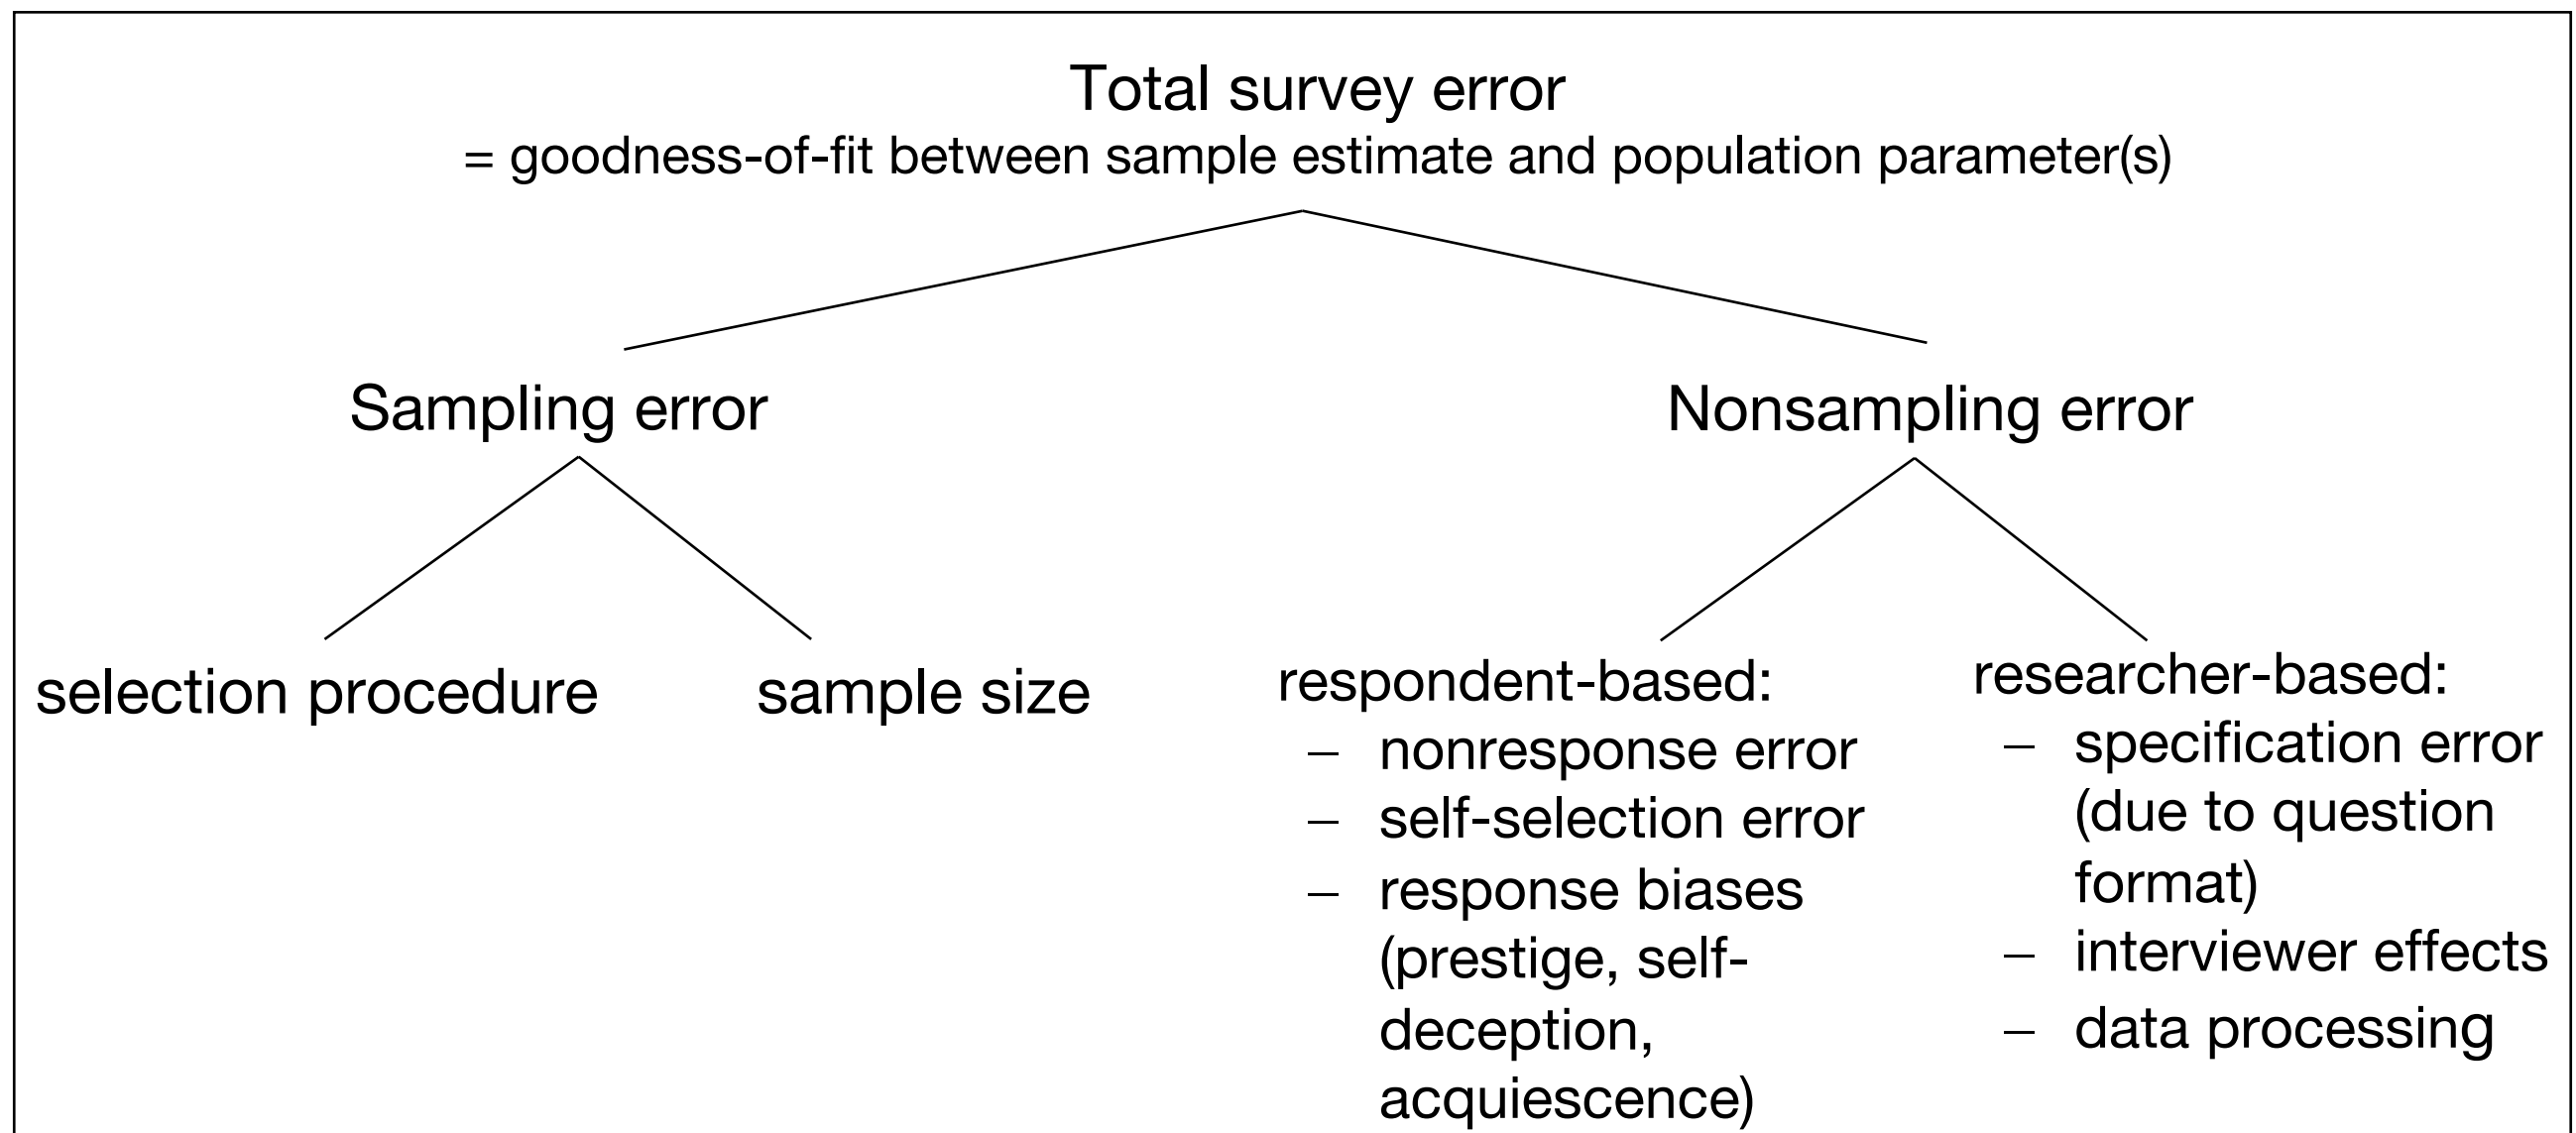 Total survey error
= goodness-of-fit between sample estimate and population parameter(s)
Sampling error
Nonsampling error
selection procedure
sample size
respondent-based:
– nonresponse error
– self-selection error
– response biases
(prestige, self-
deception,
acquiescence)
researcher-based:
– specification error
(due to question
format)
– interviewer effects
– data processing